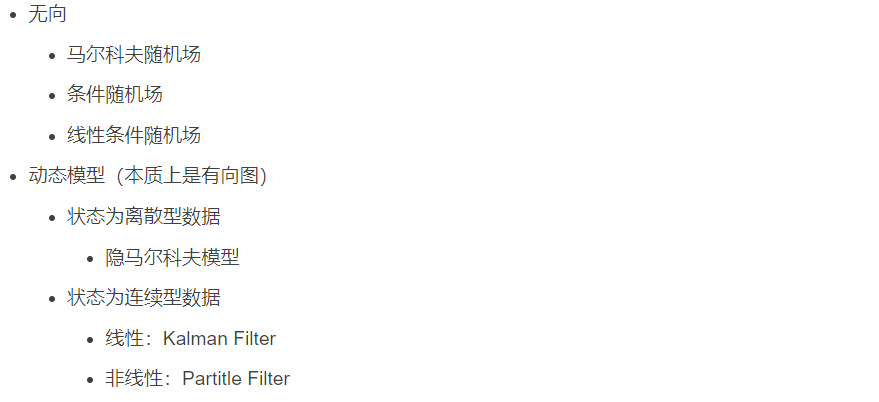 无向
马尔科夫随机场
条件随机场
线性条件随机场
动态模型（本质上是有向图）
状态为离散型数据
隐马尔科夫模型
状态为连续型数据
线性：Kalman Filter
非线性：Partitle Filter